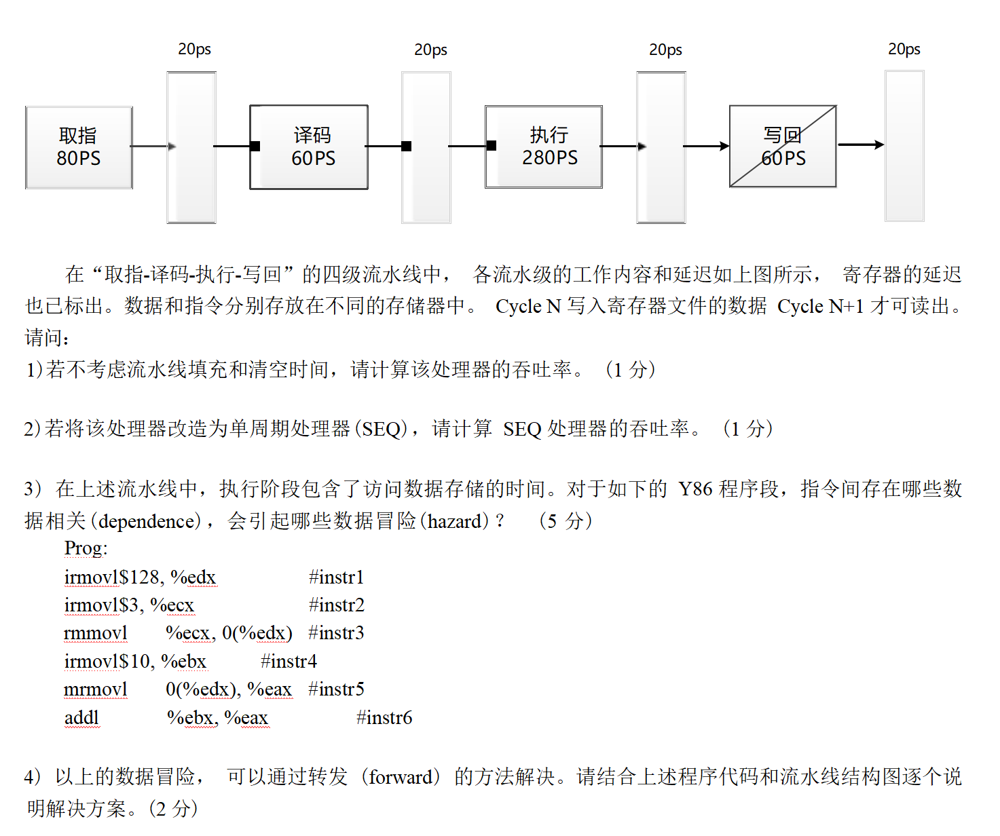 20ps 20ps 20ps 20ps
取指 译码 执行 写回
80PS 60PS 280PS 60PS
在“取指-译码-执行-写回”的四级流水线中， 各流水级的工作内容和延迟如上图所示， 寄存器的延迟
也已标出。数据和指令分别存放在不同的存储器中。 Cycle N 写入寄存器文件的数据 Cycle N+1 才可读出。
请问：
1)若不考虑流水线填充和清空时间，请计算该处理器的吞吐率。（1 分）
2)若将该处理器改造为单周期处理器(SEQ)，请计算 SEQ 处理器的吞吐率。（1 分）
3) 在上述流水线中，执行阶段包含了访问数据存储的时间。对于如下的 Y86 程序段，指令间存在哪些数
据相关(dependence)，会引起哪些数据冒险(hazard)？ （5 分）
Prog:
irmovl$128, %edx #instr1
irmovl$3, %ecx #instr2
rmmovl %ecx, 0(%edx) #instr3
irmovl$10, %ebx #instr4
mrmovl 0(%edx), %eax #instr5
addl %ebx, %eax #instr6
4) 以上的数据冒险， 可以通过转发（forward）的方法解决。请结合上述程序代码和流水线结构图逐个说
明解决方案。(2 分)